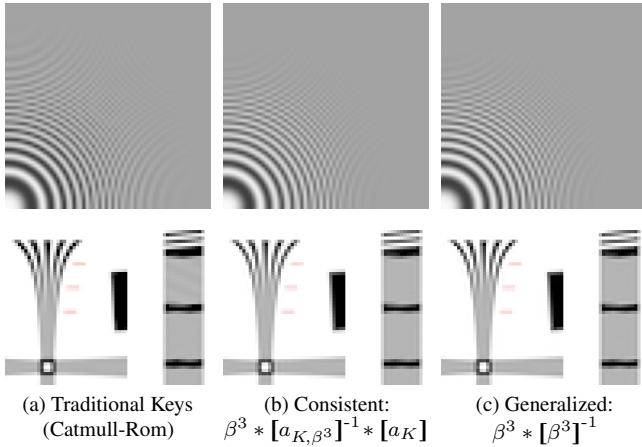 (a) Traditional Keys
(Catmull-Rom)
(b) Consistent:
β³ * [a_{K,β³}]⁻¹ * [a_K]
(c) Generalized:
β³ * [β³]⁻¹